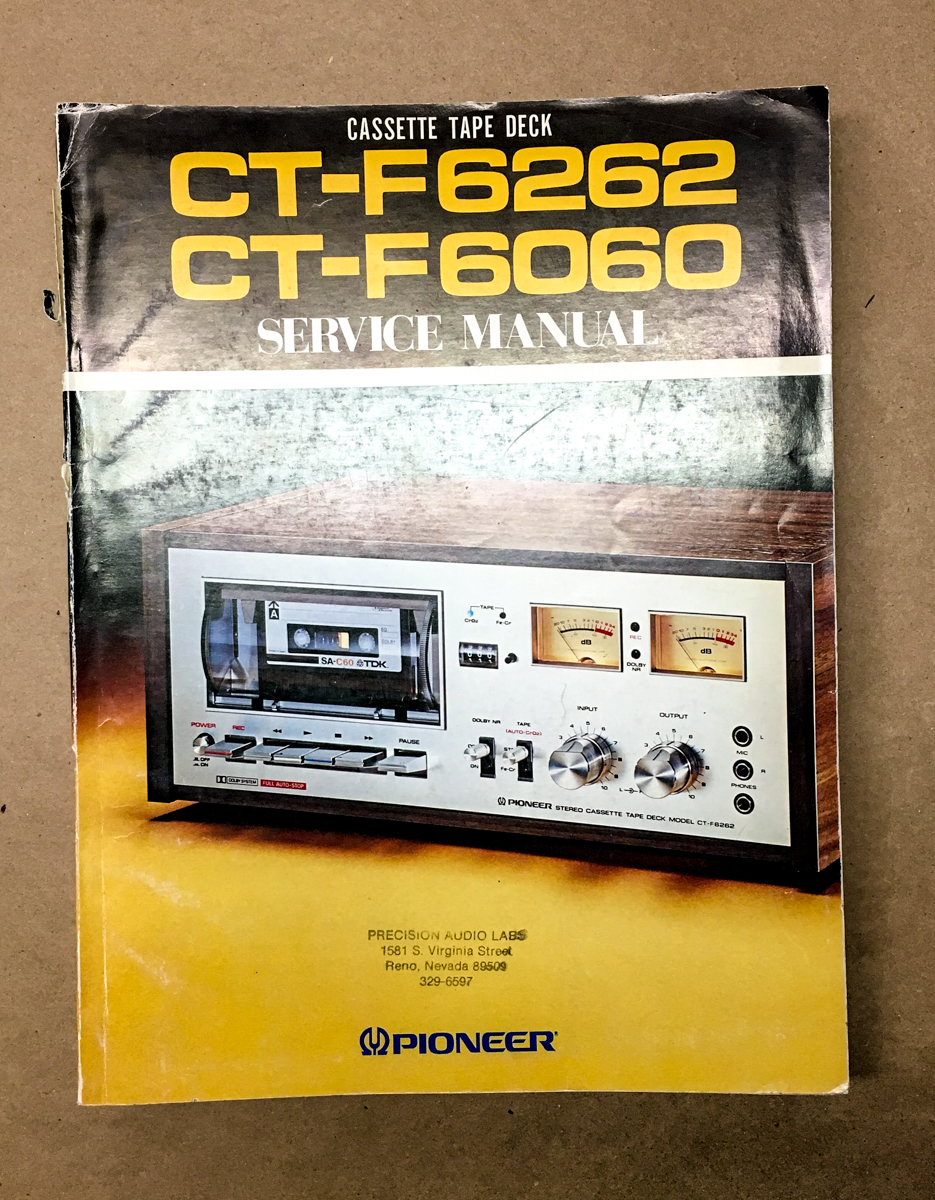 CASSETTE TAPE DECK
CT-F6262
CT-F6060
SERVICE MANUAL
A
SA-C60 TDK
TAPE
CrO2 Fe-Cr
REC
DOLBY NR
dB
dB
POWER
REC
PAUSE
OFF
ON
DOLBY SYSTEM
FULL AUTO-STOP
DOLBY NR
ON
TAPE
(AUTO-CrO2)
Fe-Cr
INPUT
OUTPUT
L
MIC
R
PHONES
PIONEER STEREO CASSETTE TAPE DECK MODEL CT-F6262
PRECISION AUDIO LABS
1581 S. Virginia Street
Reno, Nevada 89509
329-6597
PIONEER